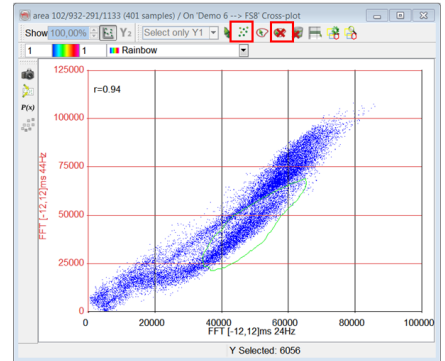 area 102/932-291/1133 (401 samples) / On 'Demo 6 --> FS8' Cross-plot
Show 100,00% Y2 Select only Y1
1 1 Rainbow
P(x)
r=0.94
125000
100000
75000
50000
25000
0
FFT [-12,12]ms 44Hz
0 20000 40000 60000 80000 100000
FFT [-12,12]ms 24Hz
Y Selected: 6056